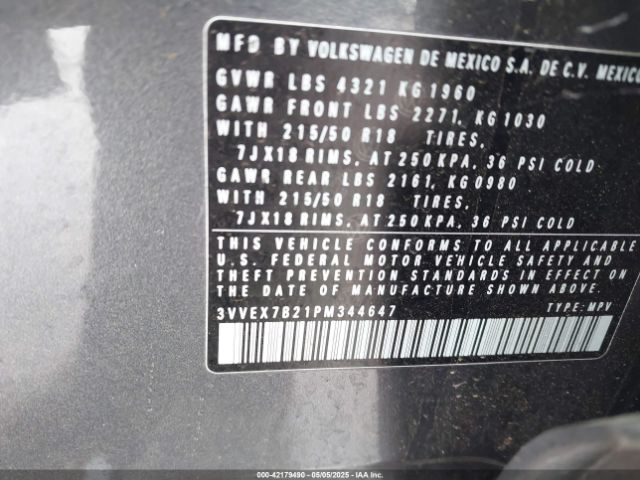 MFD BY VOLKSWAGEN DE MEXICO S.A. DE C.V. MEXICO
GVWR LBS 4321 KG 1960
GAWR FRONT LBS 2271, KG 1030
WITH 215/50 R18 TIRES,
7JX18 RIMS, AT 250 KPA, 36 PSI COLD
GAWR REAR LBS 2161, KG 0980
WITH 215/50 R18 TIRES,
7JX18 RIMS, AT 250 KPA, 36 PSI COLD
THIS VEHICLE CONFORMS TO ALL APPLICABLE
U.S. FEDERAL MOTOR VEHICLE SAFETY AND
THEFT PREVENTION STANDARDS IN EFFECT ON
THE DATE OF MANUFACTURE SHOWN ABOVE.
3VVEX7B21PM344647 TYPE: MPV
000-42179490 - 05/05/2025 - IAAI